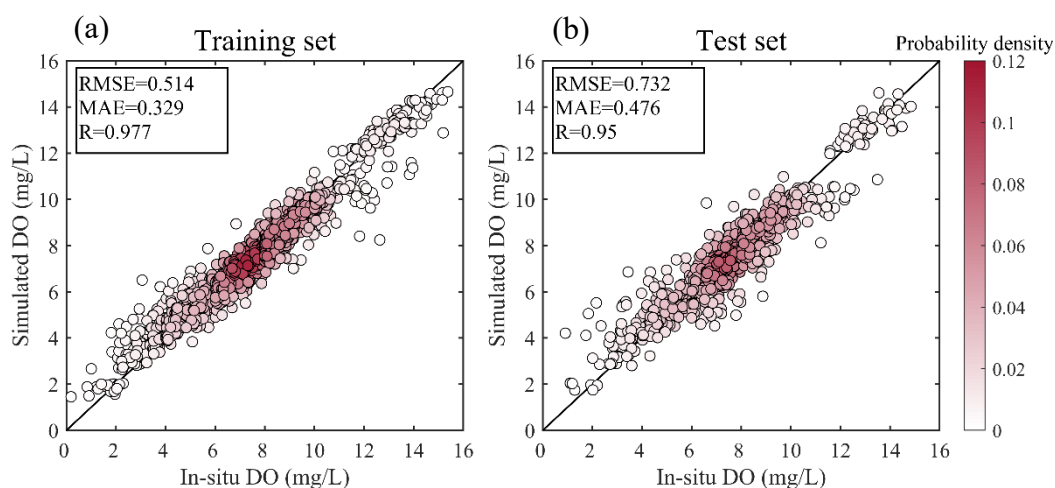 (a)
Training set
RMSE=0.514
MAE=0.329
R=0.977
16
14
12
10
8
6
4
2
0
0 2 4 6 8 10 12 14 16
Simulated DO (mg/L)
In-situ DO (mg/L)
(b)
Test set
RMSE=0.732
MAE=0.476
R=0.95
16
14
12
10
8
6
4
2
0
0 2 4 6 8 10 12 14 16
Simulated DO (mg/L)
In-situ DO (mg/L)
Probability density
0.12
0.1
0.08
0.06
0.04
0.02
0